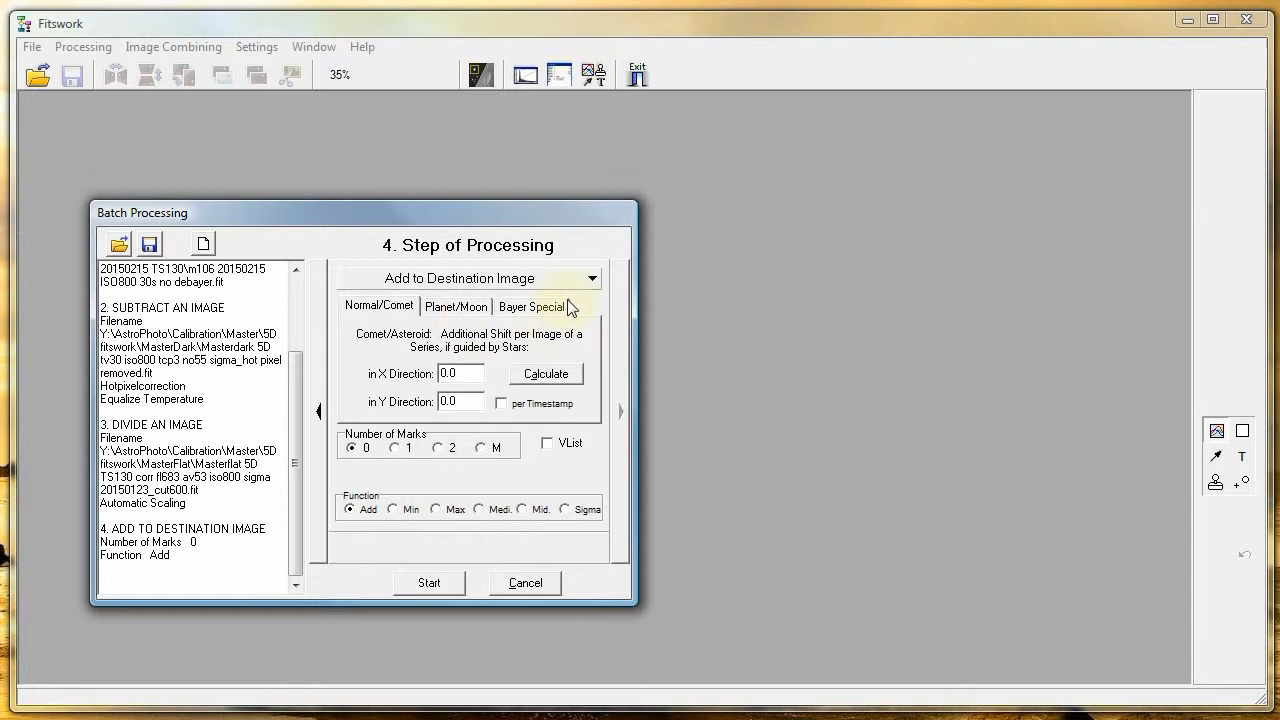 Fitswork
File Processing Image Combining Settings Window Help
35%
Exit
Batch Processing
4. Step of Processing
20150215 TS130\m106 20150215
ISO800 30s no debayer.fit
2. SUBTRACT AN IMAGE
Filename
Y:\AstroPhoto\Calibration\Master\5D
fitswork\MasterDark\Masterdark 5D
tv30 iso800 tcp3 no55 sigma_hot pixel
removed.fit
Hotpixelcorrection
Equalize Temperature
3. DIVIDE AN IMAGE
Filename
Y:\AstroPhoto\Calibration\Master\5D
fitswork\MasterFlat\Masterflat 5D
TS130 corr fl683 av53 iso800 sigma
20150123_cut600.fit
Automatic Scaling
4. ADD TO DESTINATION IMAGE
Number of Marks 0
Function Add
Add to Destination Image
Normal/Comet Planet/Moon Bayer Special
Comet/Asteroid: Additional Shift per Image of a
Series, if guided by Stars:
in X Direction: 0.0 Calculate
in Y Direction: 0.0 per Timestamp
Number of Marks
0 1 2 M
VList
Function
Add Min Max Medi. Mid. Sigma
Start Cancel
T